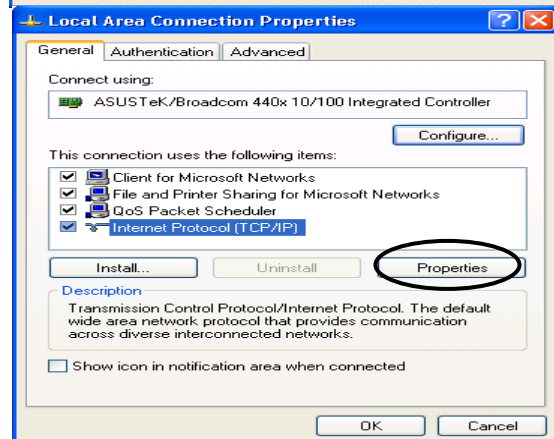 Local Area Connection Properties
General Authentication Advanced
Connect using:
ASUSTeK/Broadcom 440x 10/100 Integrated Controller
Configure...
This connection uses the following items:
Client for Microsoft Networks
File and Printer Sharing for Microsoft Networks
QoS Packet Scheduler
Internet Protocol (TCP/IP)
Install... Uninstall Properties
Description
Transmission Control Protocol/Internet Protocol. The default
wide area network protocol that provides communication
across diverse interconnected networks.
Show icon in notification area when connected
OK Cancel